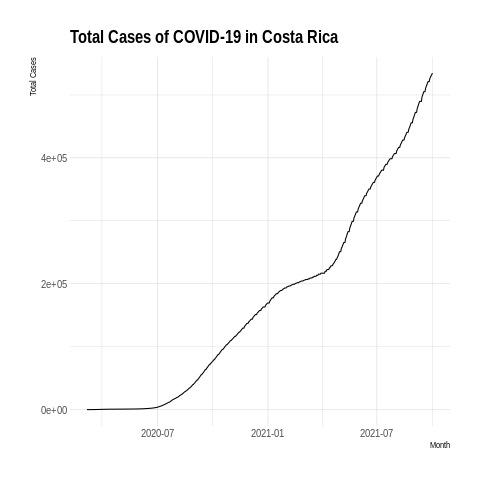 Total Cases of COVID-19 in Costa Rica
Total Cases
4e+05
2e+05
0e+00
2020-07 2021-01 2021-07
Month